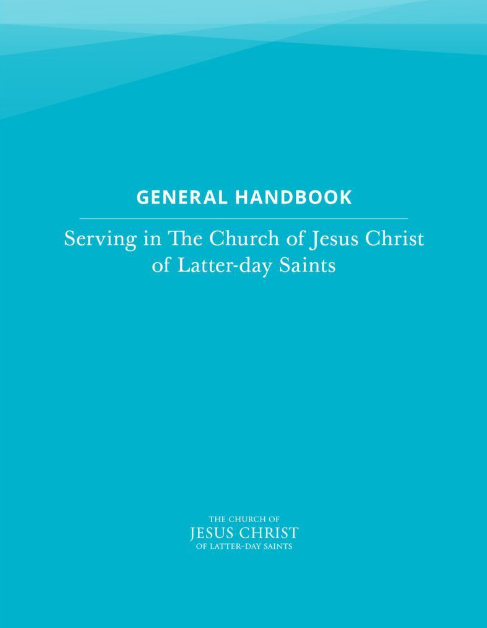 GENERAL HANDBOOK
Serving in The Church of Jesus Christ
of Latter-day Saints
THE CHURCH OF
JESUS CHRIST
OF LATTER-DAY SAINTS